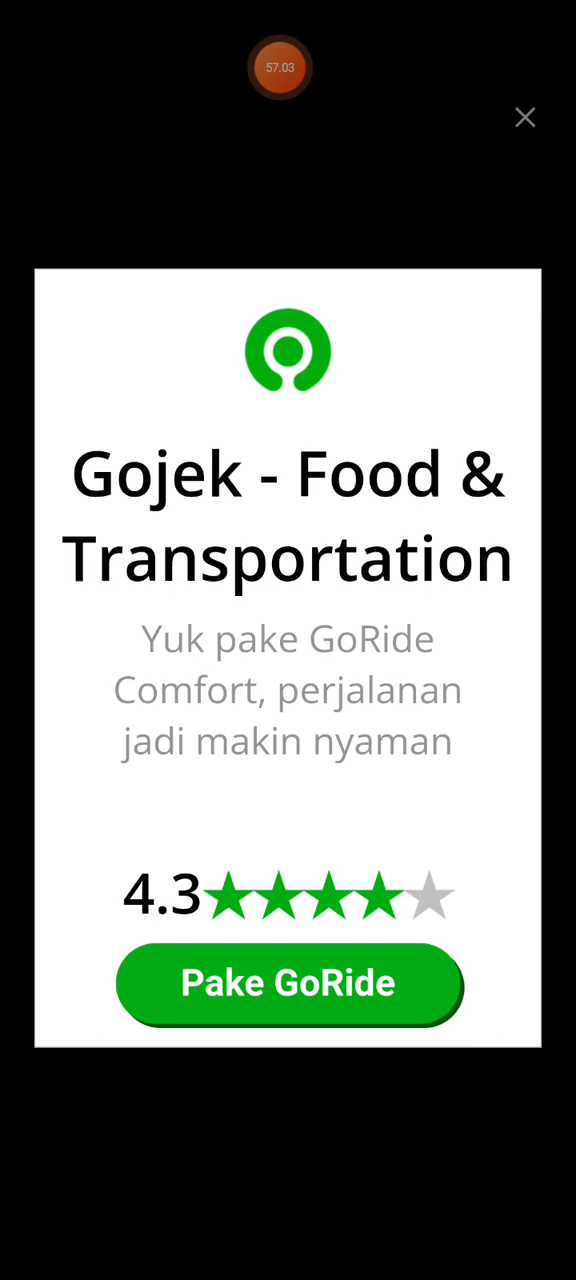 57.03
Gojek - Food &
Transportation
Yuk pake GoRide
Comfort, perjalanan
jadi makin nyaman
4.3
Pake GoRide